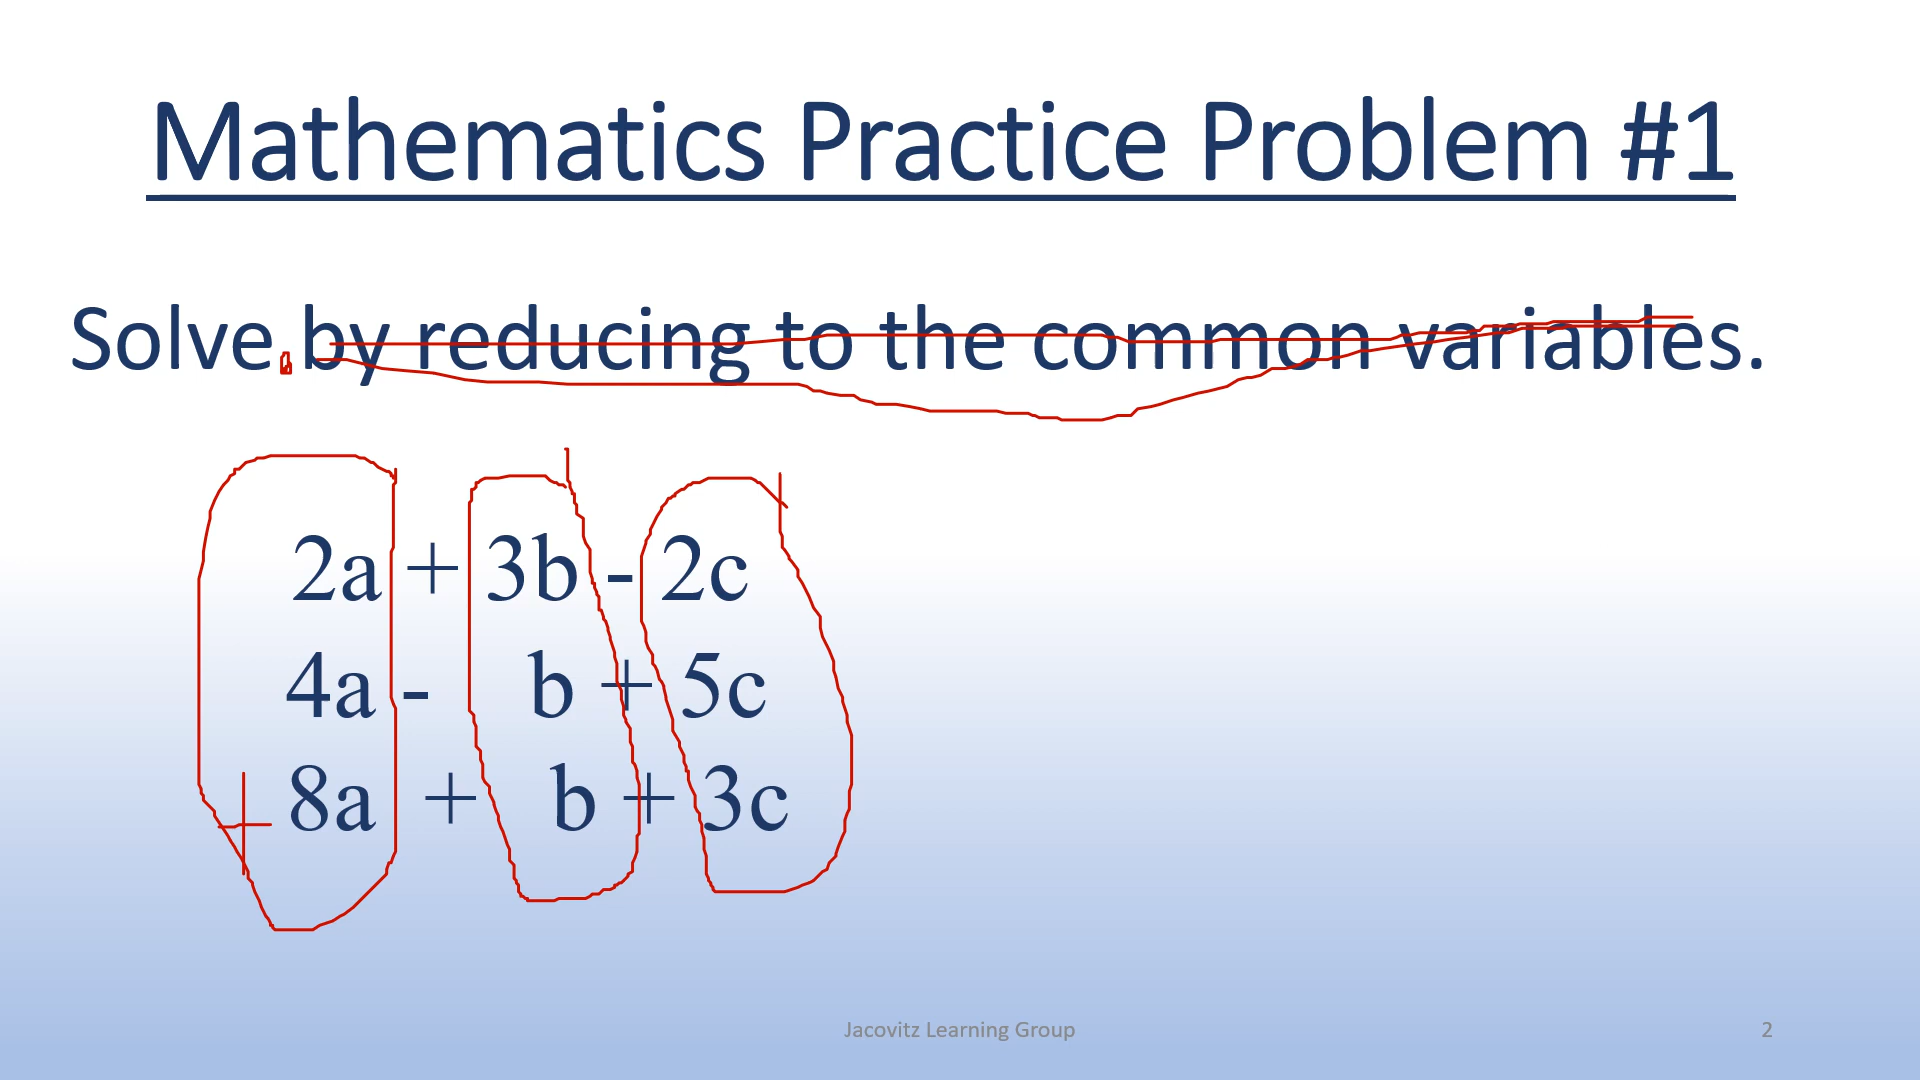 Mathematics Practice Problem #1
Solve. by reducing to the common variables.
2a + 3b - 2c
4a - b + 5c
+ 8a + b + 3c
Jacovitz Learning Group
2